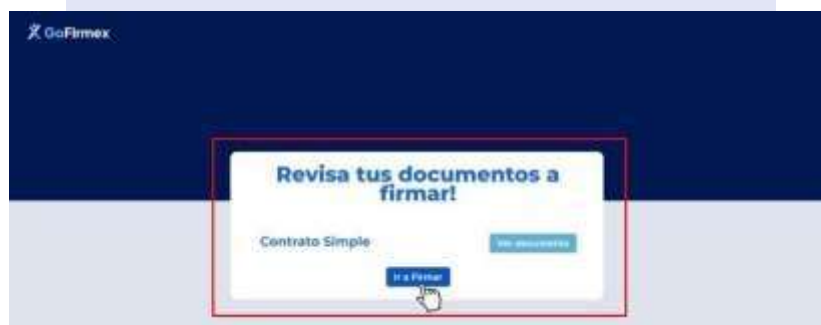 GoFirmex
Revisa tus documentos a
firmar!
Contrato Simple
Ver documento
Ir a Firmar